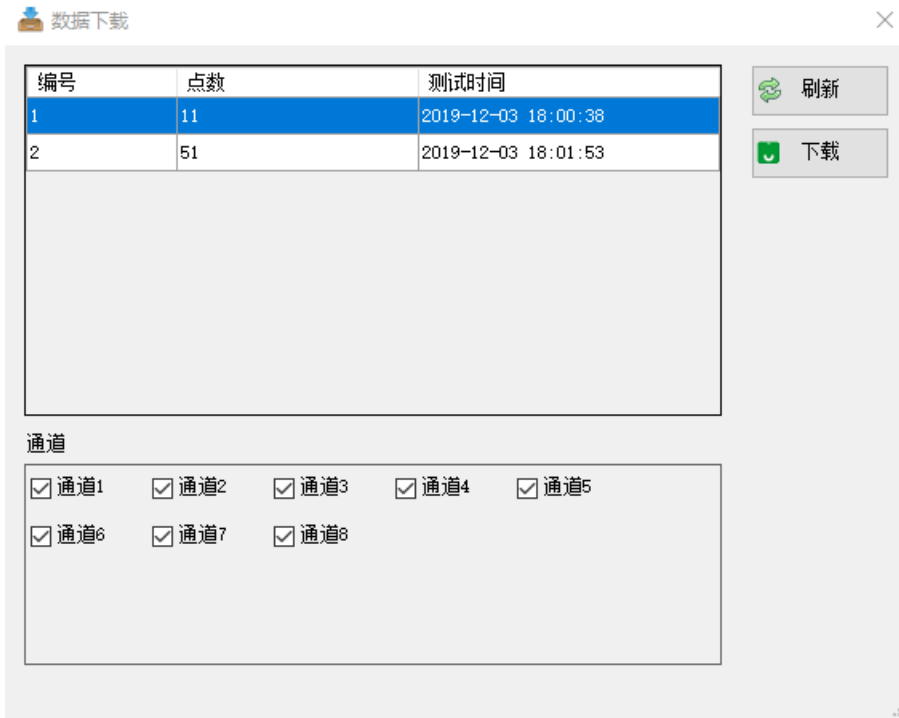 数据下载
编号 点数 测试时间
1 11 2019-12-03 18:00:38
2 51 2019-12-03 18:01:53
刷新
下载
通道
通道1 通道2 通道3 通道4 通道5
通道6 通道7 通道8